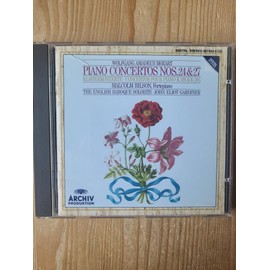 WOLFGANG AMADEUS MOZART
PIANO CONCERTOS NOS. 24 & 27
MALCOLM BILSON, Fortepiano
THE ENGLISH BAROQUE SOLOISTS · JOHN ELIOT GARDINER
ARCHIV
PRODUKTION